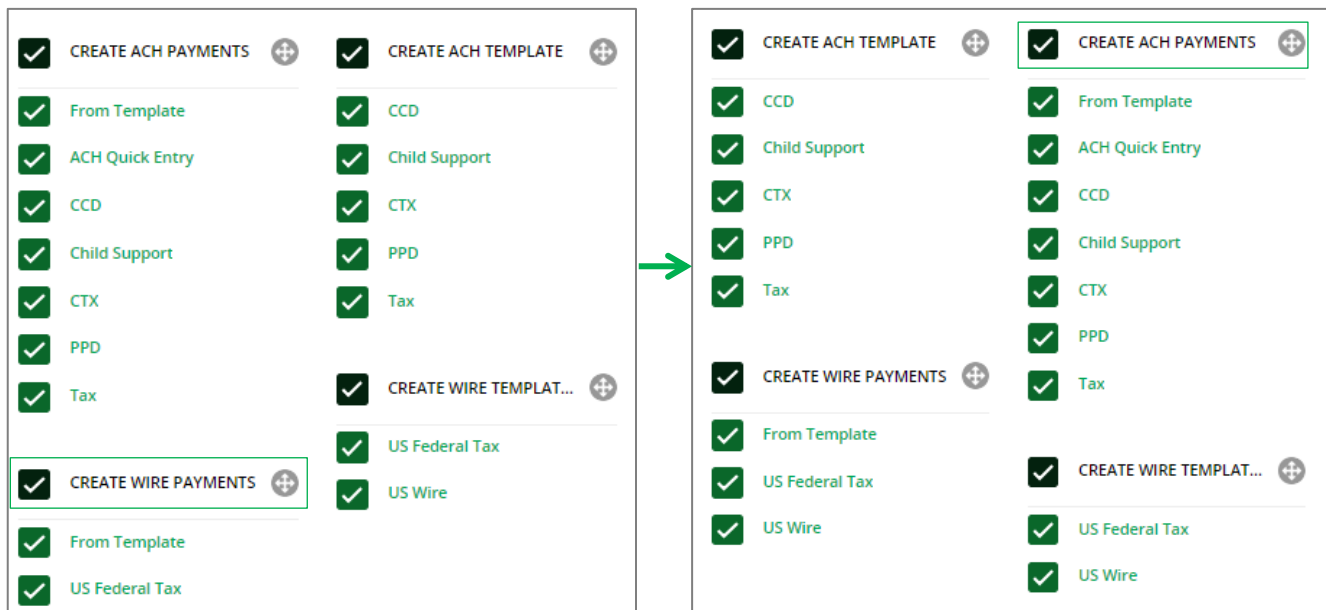 CREATE ACH PAYMENTS
From Template
ACH Quick Entry
CCD
Child Support
CTX
PPD
Tax
CREATE WIRE PAYMENTS
From Template
US Federal Tax
CREATE ACH TEMPLATE
CCD
Child Support
CTX
PPD
Tax
CREATE WIRE TEMPLAT...
US Federal Tax
US Wire
CREATE ACH TEMPLATE
CCD
Child Support
CTX
PPD
Tax
CREATE WIRE PAYMENTS
From Template
US Federal Tax
US Wire
CREATE ACH PAYMENTS
From Template
ACH Quick Entry
CCD
Child Support
CTX
PPD
Tax
CREATE WIRE TEMPLAT...
US Federal Tax
US Wire